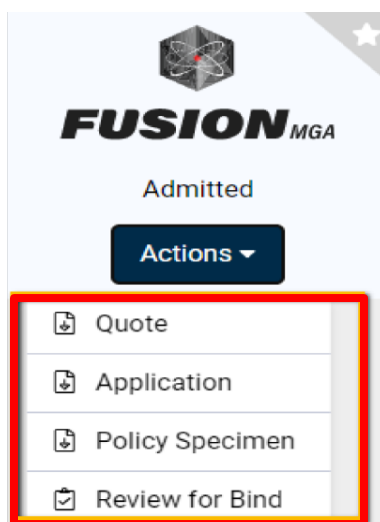 FUSION MGA
Admitted
Actions
Quote
Application
Policy Specimen
Review for Bind